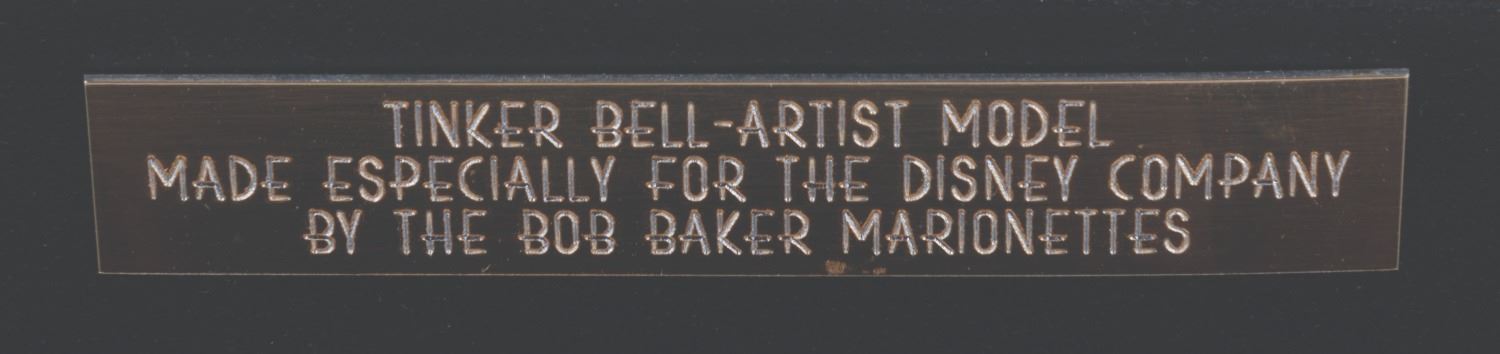 TINKER BELL-ARTIST MODEL
MADE ESPECIALLY FOR THE DISNEY COMPANY
BY THE BOB BAKER MARIONETTES